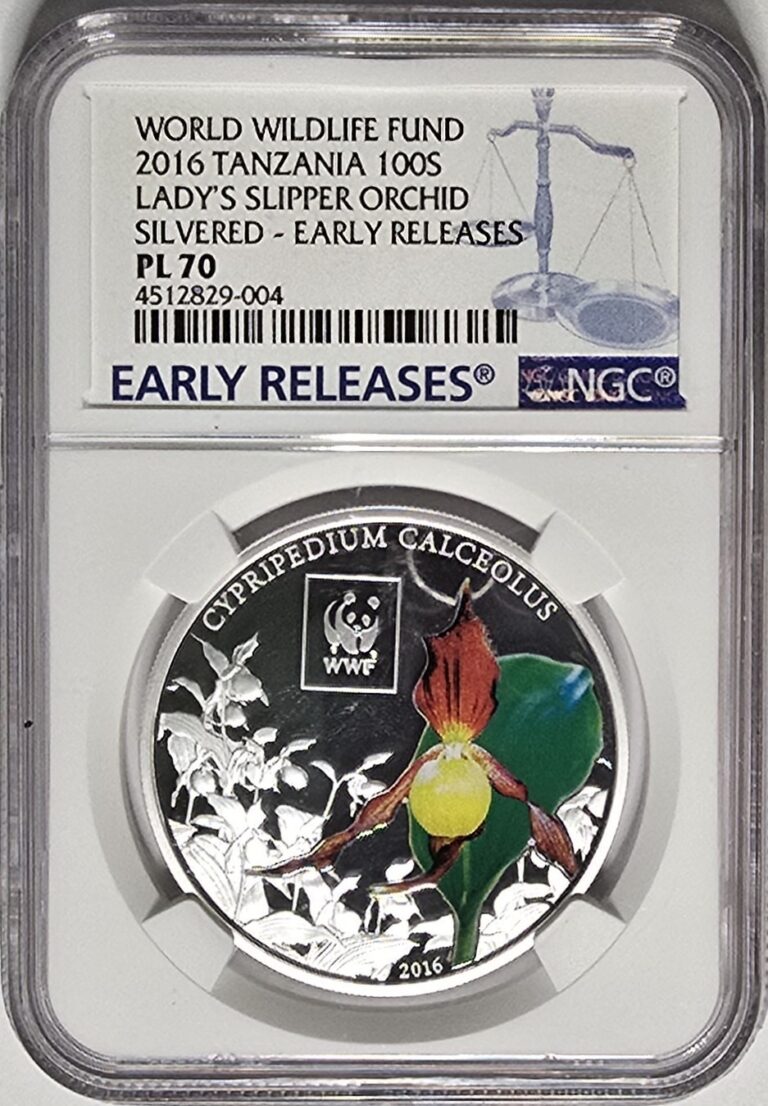 WORLD WILDLIFE FUND
2016 TANZANIA 100S
LADY'S SLIPPER ORCHID
SILVERED - EARLY RELEASES
PL 70
4512829-004
EARLY RELEASES®
NGC®
CYPRIPEDIUM CALCEOLUS
WWF
2016